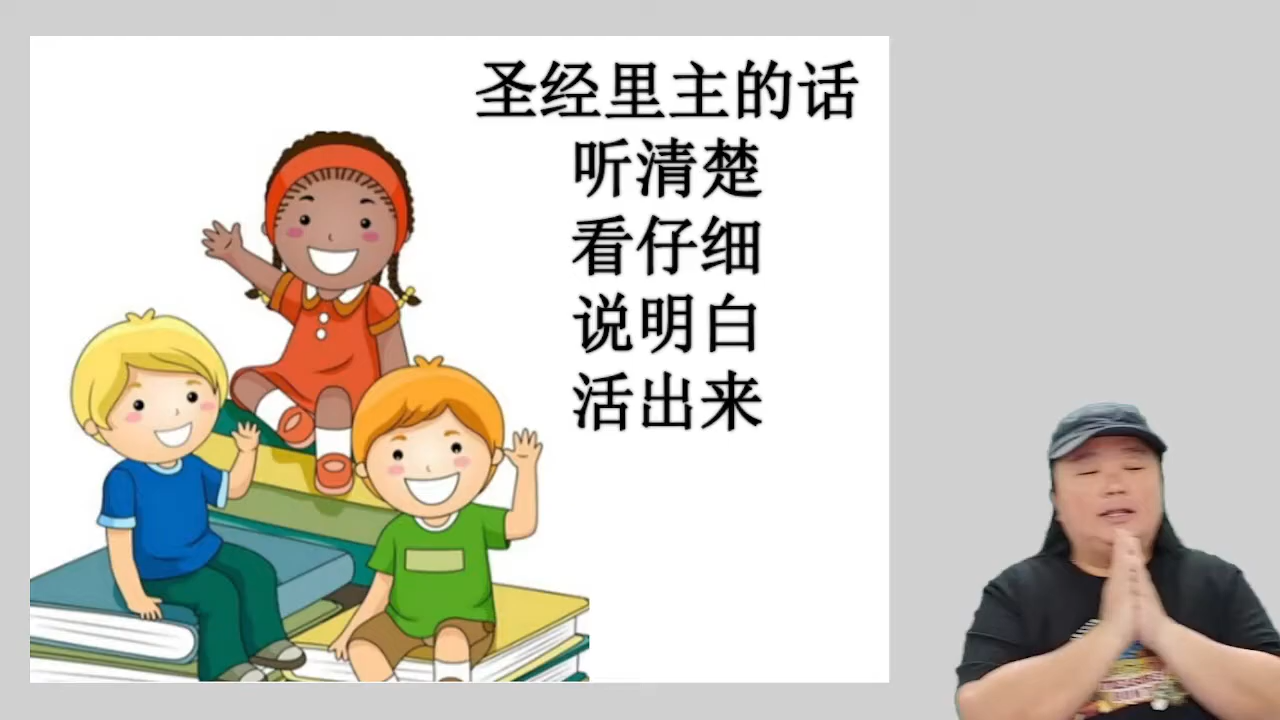 圣经里主的话
听清楚
看仔细
说明白
活出来